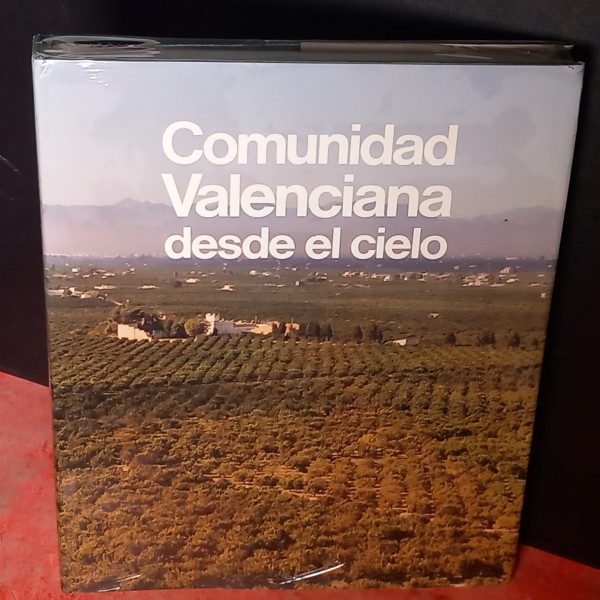 Comunidad
Valenciana
desde el cielo